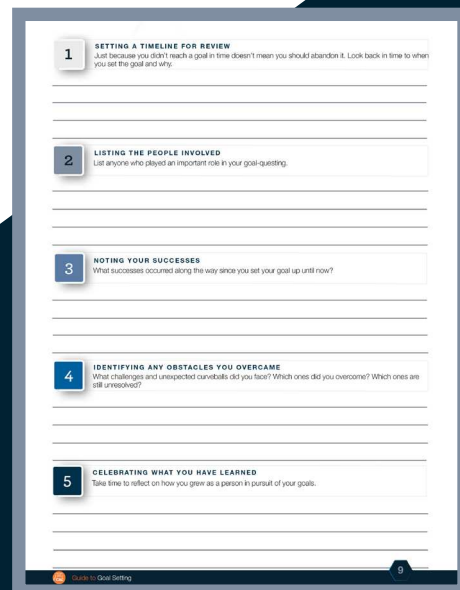 1
SETTING A TIMELINE FOR REVIEW
Just because you didn't reach a goal in time doesn't mean you should abandon it. Look back in time to when
you set the goal and why.
2
LISTING THE PEOPLE INVOLVED
List anyone who played an important role in your goal-questing.
3
NOTING YOUR SUCCESSES
What successes occurred along the way since you set your goal up until now?
4
IDENTIFYING ANY OBSTACLES YOU OVERCAME
What challenges and unexpected curveballs did you face? Which ones did you overcome? Which ones are
still unresolved?
5
CELEBRATING WHAT YOU HAVE LEARNED
Take time to reflect on how you grew as a person in pursuit of your goals.
9
Guide to Goal Setting